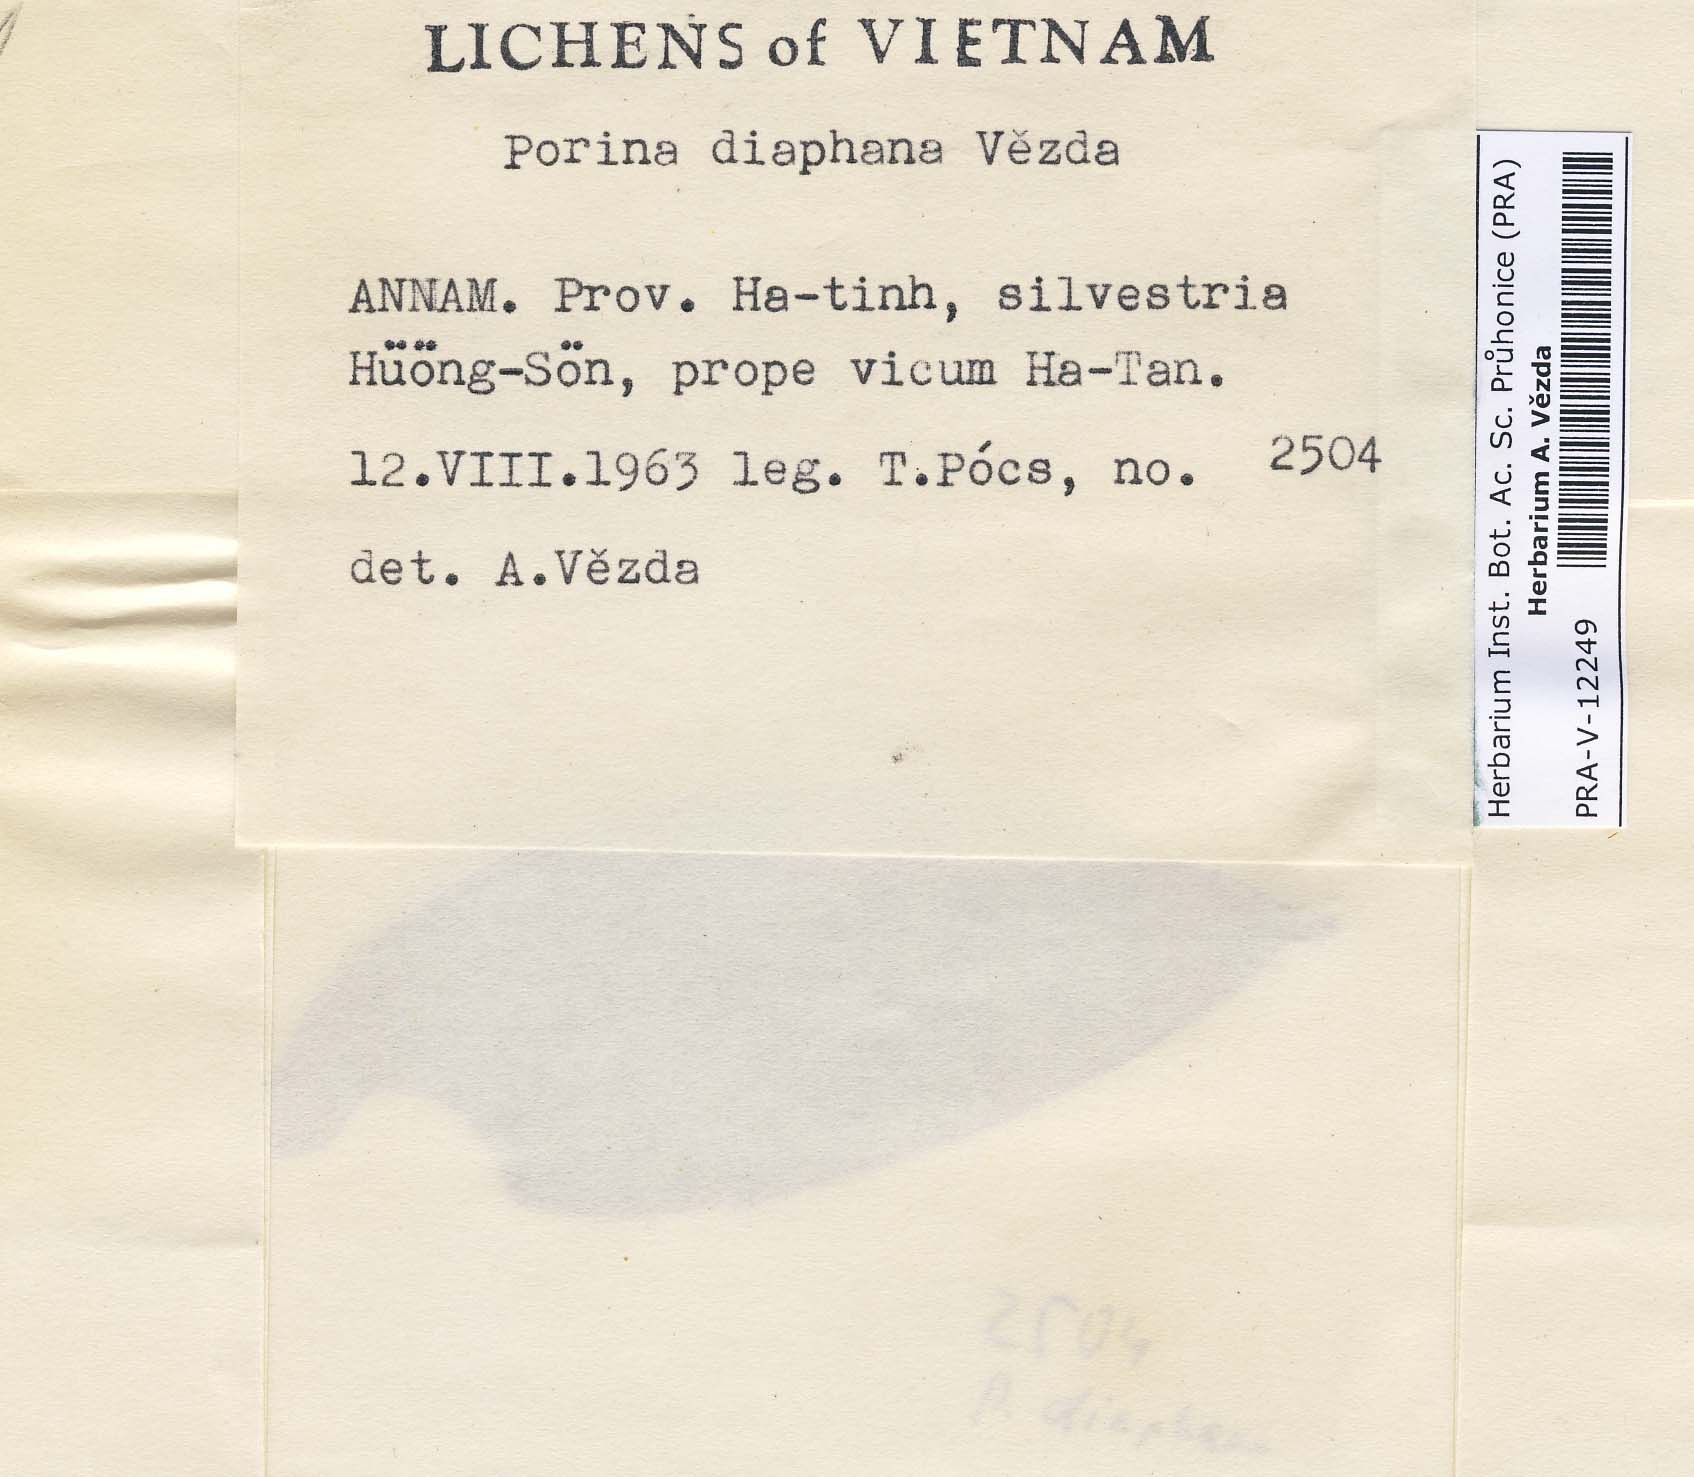 LICHENS of VIETNAM
Porina diaphana Vězda
ANNAM. Prov. Ha-tinh, silvestria
Hüöng-Sön, prope vicum Ha-Tan.
12.VIII.1963 leg. T.Pócs, no. 2504
det. A.Vězda
Herbarium Inst. Bot. Ac. Sc. Průhonice (PRA)
Herbarium A. Vězda
PRA-V-12249
2504
P. diaphana